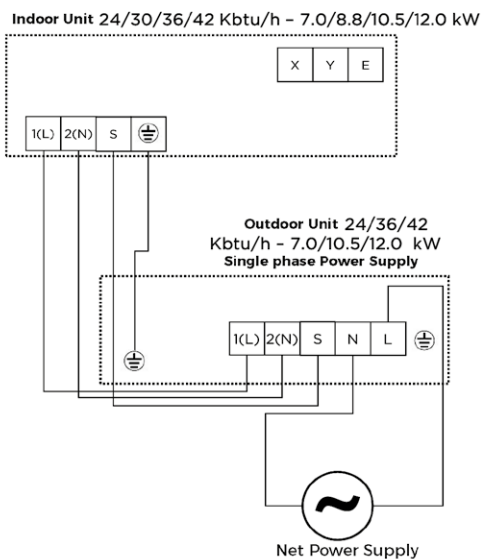 Indoor Unit 24/30/36/42 Kbtu/h – 7.0/8.8/10.5/12.0 kW
X Y E
1(L) 2(N) S
Outdoor Unit 24/36/42
Kbtu/h – 7.0/10.5/12.0 kW
Single phase Power Supply
1(L) 2(N) S N L
Net Power Supply